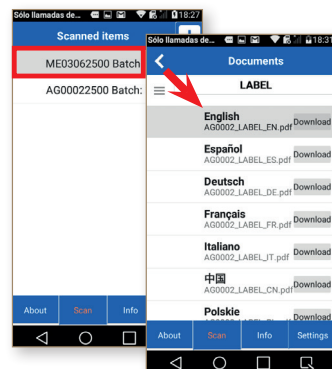 Sólo llamadas de...
18:27
Scanned items
ME03062500 Batch
AG00022500 Batch:
About
Scan
Info
Sólo llamadas de...
18:31
Documents
LABEL
English
AG0002_LABEL_EN.pdf
Download
Español
AG0002_LABEL_ES.pdf
Download
Deutsch
AG0002_LABEL_DE.pdf
Download
Français
AG0002_LABEL_FR.pdf
Download
Italiano
AG0002_LABEL_IT.pdf
Download
中国
AG0002_LABEL_CN.pdf
Download
Polskie
Download
About
Scan
Info
Settings